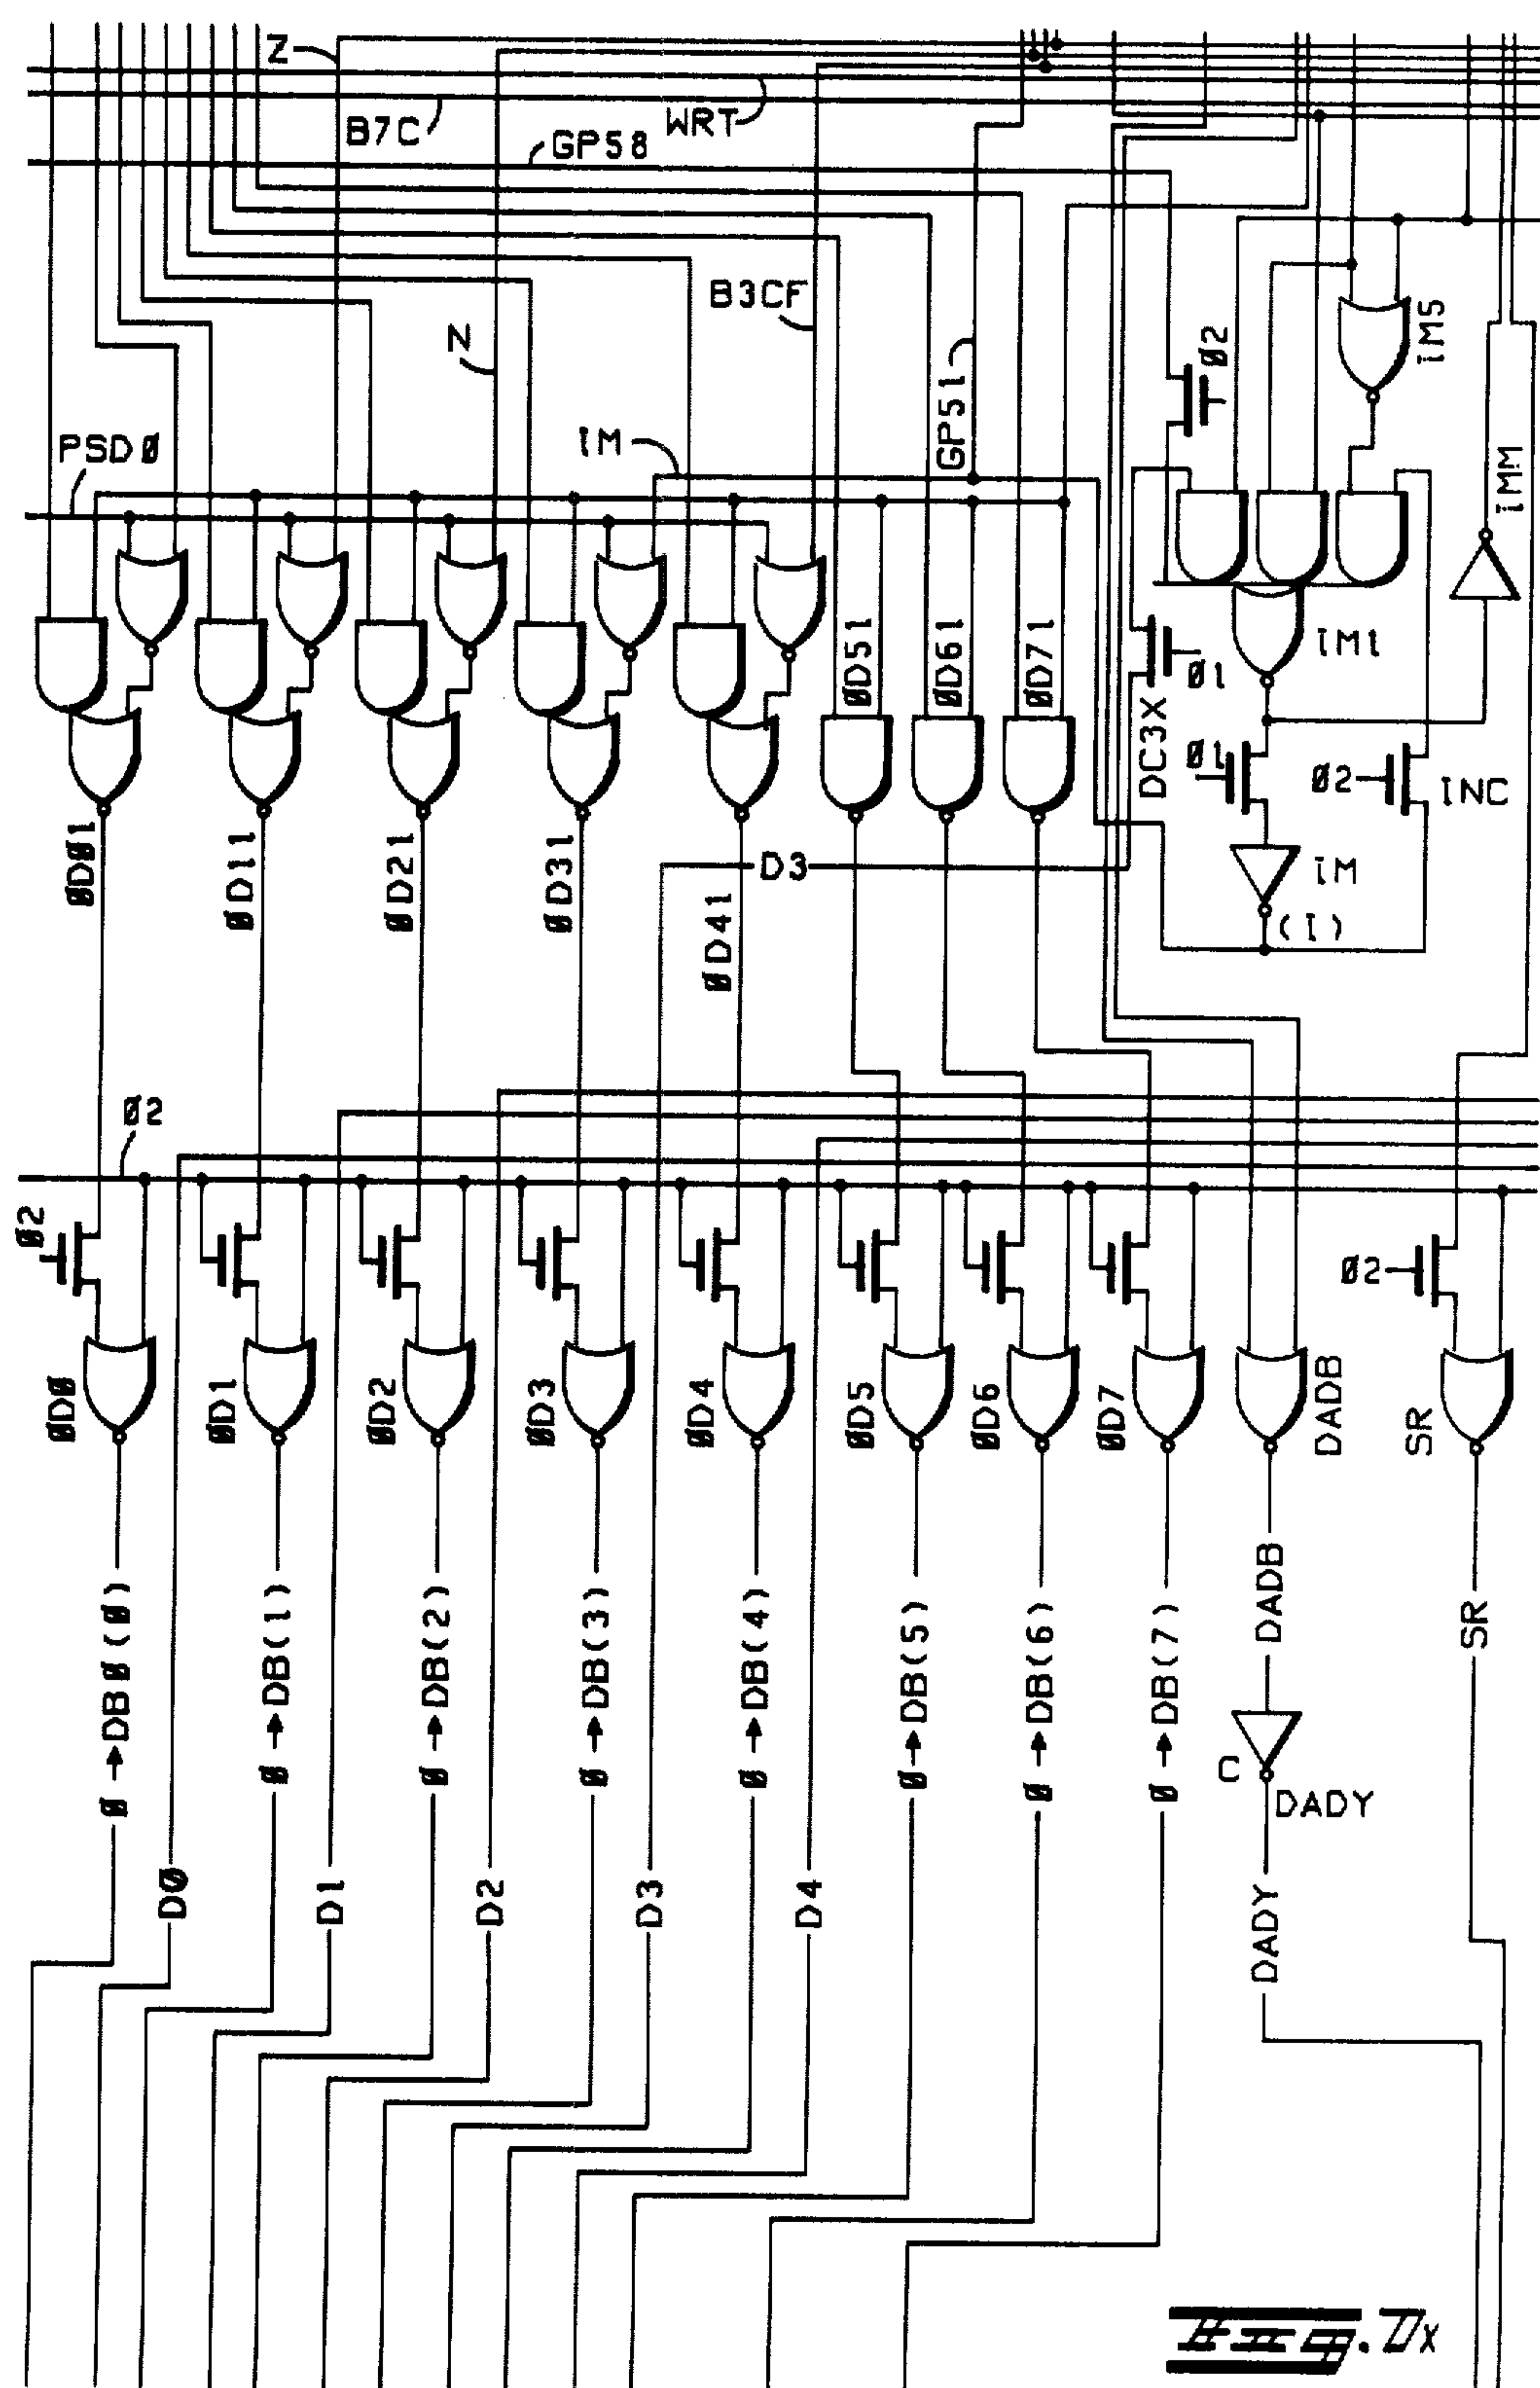 Z
B7C
WRT
GP58
B3CF
N
Ø2
IM5
GP51
PSDØ
IM
IMM
ØD51
ØD61
ØD71
IM1
Ø1
DC3X
Ø1
Ø2
INC
ØDØ1
ØD11
ØD21
ØD31
D3
IM
ØD41
(I)
Ø2
Ø2
Ø2
ØDØ
ØD1
ØD2
ØD3
ØD4
ØD5
ØD6
ØD7
DADB
SR
Ø→DBØ(Ø)
Ø→DB(1)
Ø→DB(2)
Ø→DB(3)
Ø→DB(4)
Ø→DB(5)
Ø→DB(6)
Ø→DB(7)
DADB
SR
C
DADY
DØ
D1
D2
D3
D4
DADY
Fig. 7x